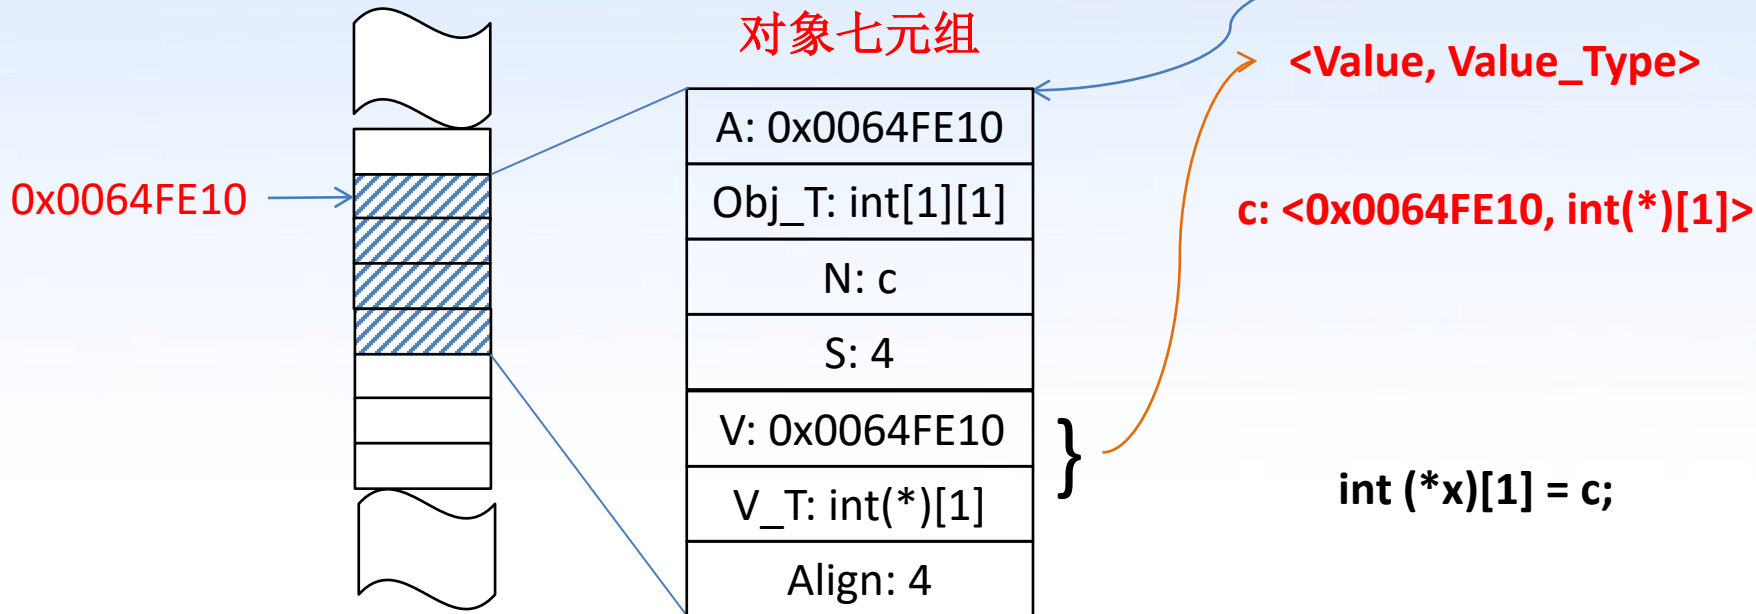 对象七元组
<Value, Value_Type>
A: 0x0064FE10
0x0064FE10
Obj_T: int[1][1]
c: <0x0064FE10, int(*)[1]>
N: c
S: 4
V: 0x0064FE10
}
V_T: int(*)[1]
int (*x)[1] = c;
Align: 4